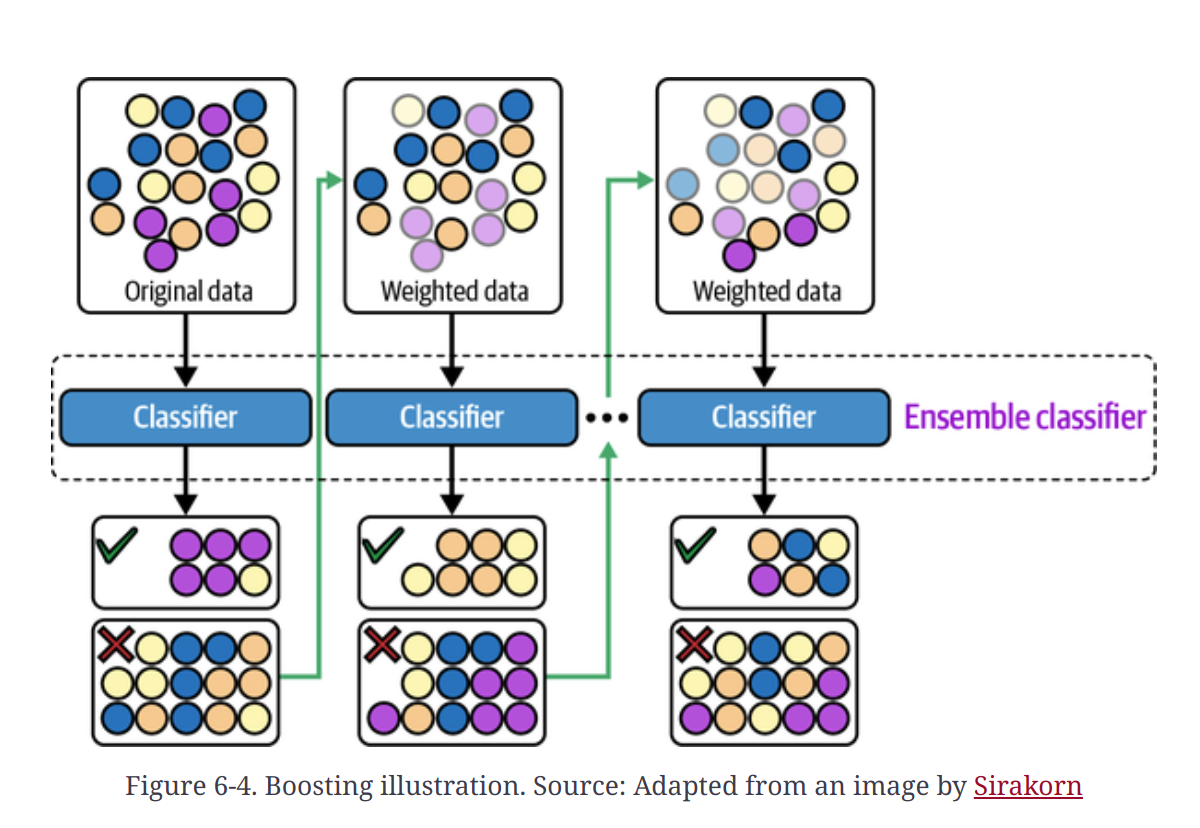 Original data
Weighted data
Weighted data
Classifier
Classifier
•••
Classifier
Ensemble classifier
Figure 6-4. Boosting illustration. Source: Adapted from an image by Sirakorn